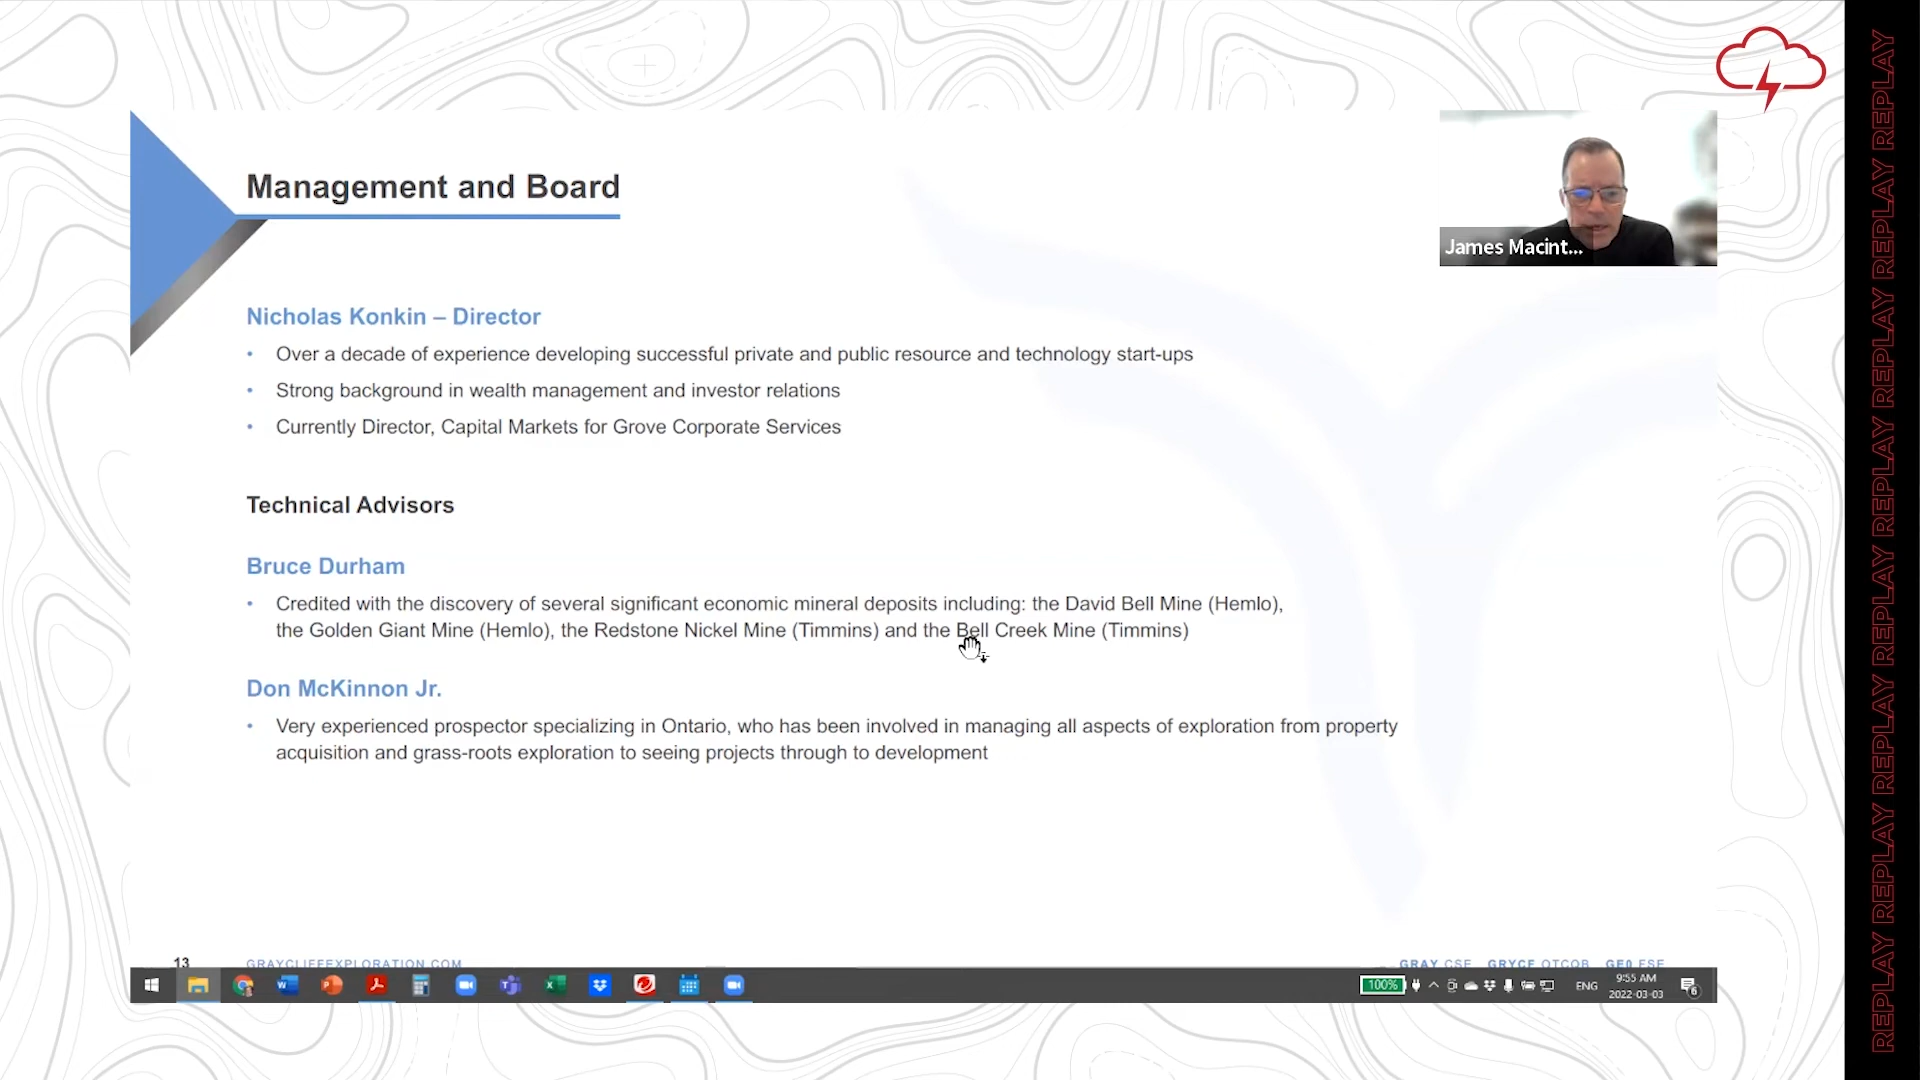 Management and Board
James Macint...
Nicholas Konkin – Director
• Over a decade of experience developing successful private and public resource and technology start-ups
• Strong background in wealth management and investor relations
• Currently Director, Capital Markets for Grove Corporate Services
Technical Advisors
Bruce Durham
• Credited with the discovery of several significant economic mineral deposits including: the David Bell Mine (Hemlo),
the Golden Giant Mine (Hemlo), the Redstone Nickel Mine (Timmins) and the Bell Creek Mine (Timmins)
Don McKinnon Jr.
• Very experienced prospector specializing in Ontario, who has been involved in managing all aspects of exploration from property
acquisition and grass-roots exploration to seeing projects through to development
13
GRAYCLIFFEXPLORATION.COM
GRAY CSE GRYCF OTCQB GE0 FSE
100%
ENG
9:55 AM
2022-03-03
6
REPLAY REPLAY REPLAY REPLAY REPLAY REPLAY REPLAY REPLAY